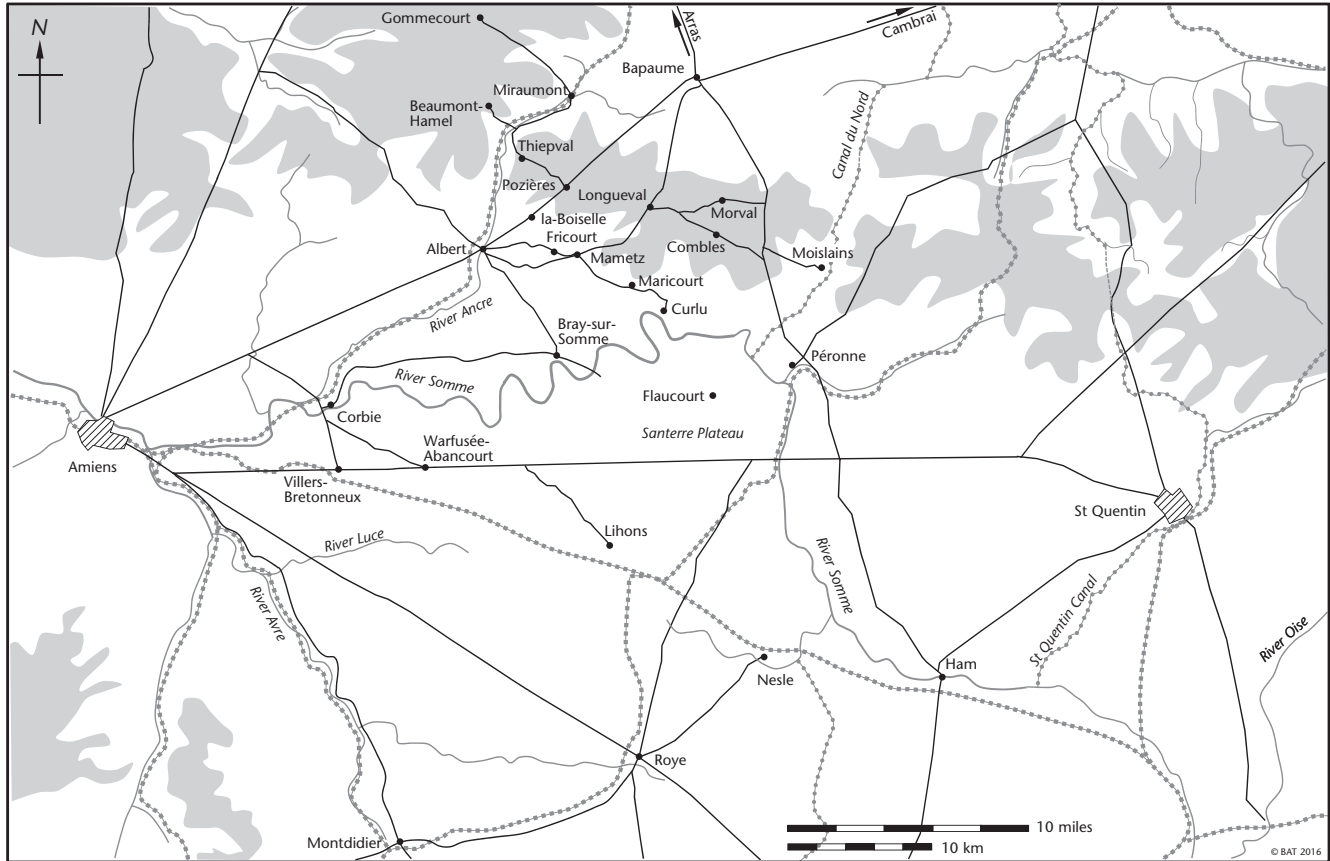 N
Gommecourt
Arras
Cambrai
Bapaume
Miraumont
Beaumont-
Hamel
Canal du Nord
Thiepval
Pozières
Longueval
Morval
la-Boiselle
Albert
Fricourt
Mametz
Combles
Moislains
Maricourt
Curlu
River Ancre
Bray-sur-
Somme
Péronne
River Somme
Flaucourt
Corbie
Santerre Plateau
Warfusée-
Abancourt
Amiens
Villers-
Bretonneux
St Quentin
Lihons
River Luce
River Somme
River Avre
St Quentin Canal
River Oise
Ham
Nesle
Roye
Montdidier
10 miles
10 km
© BAT 2016